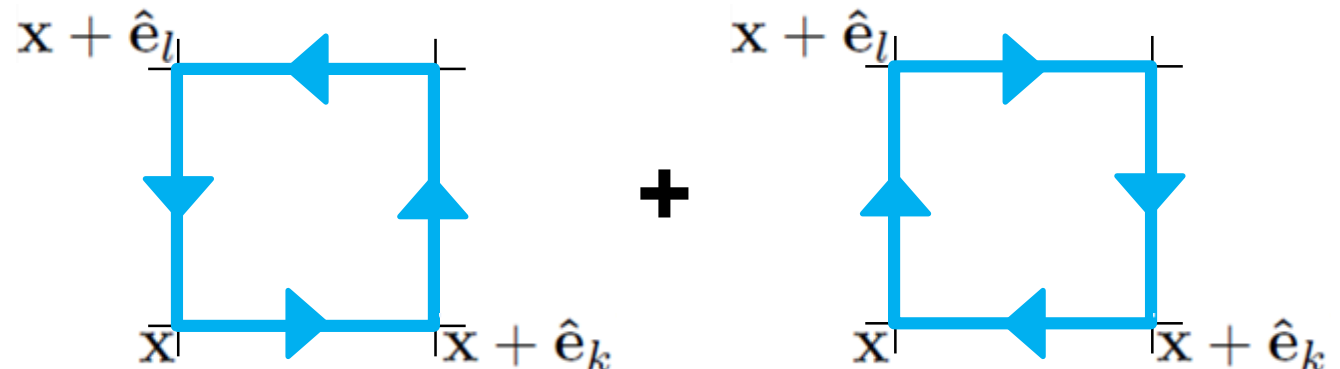 x + ê_l x + ê_l
+
x x + ê_k x x + ê_k